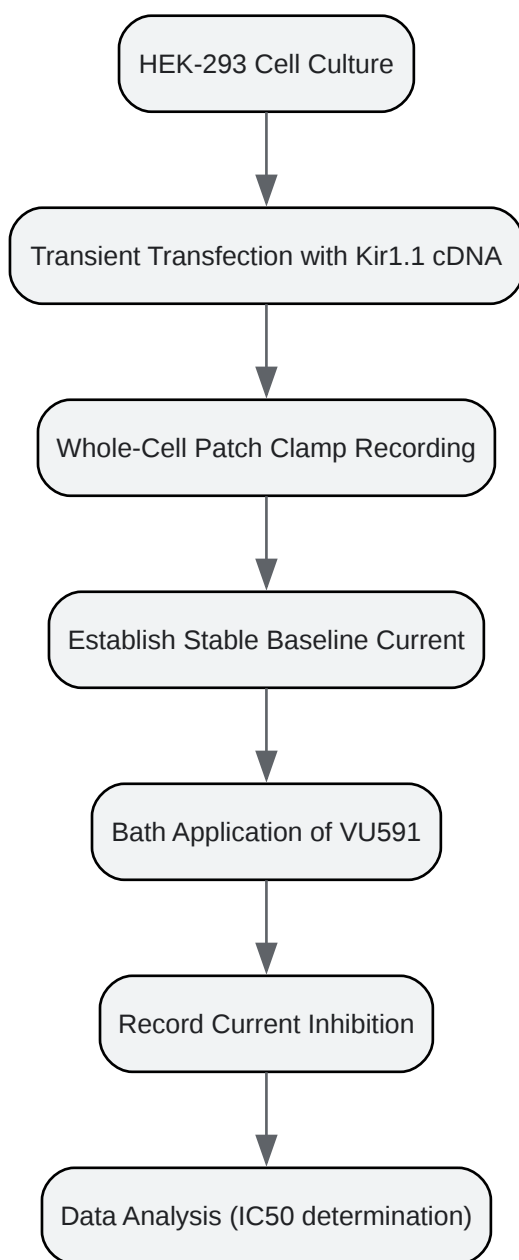 HEK-293 Cell Culture
Transient Transfection with Kir1.1 cDNA
Whole-Cell Patch Clamp Recording
Establish Stable Baseline Current
Bath Application of VU591
Record Current Inhibition
Data Analysis (IC50 determination)